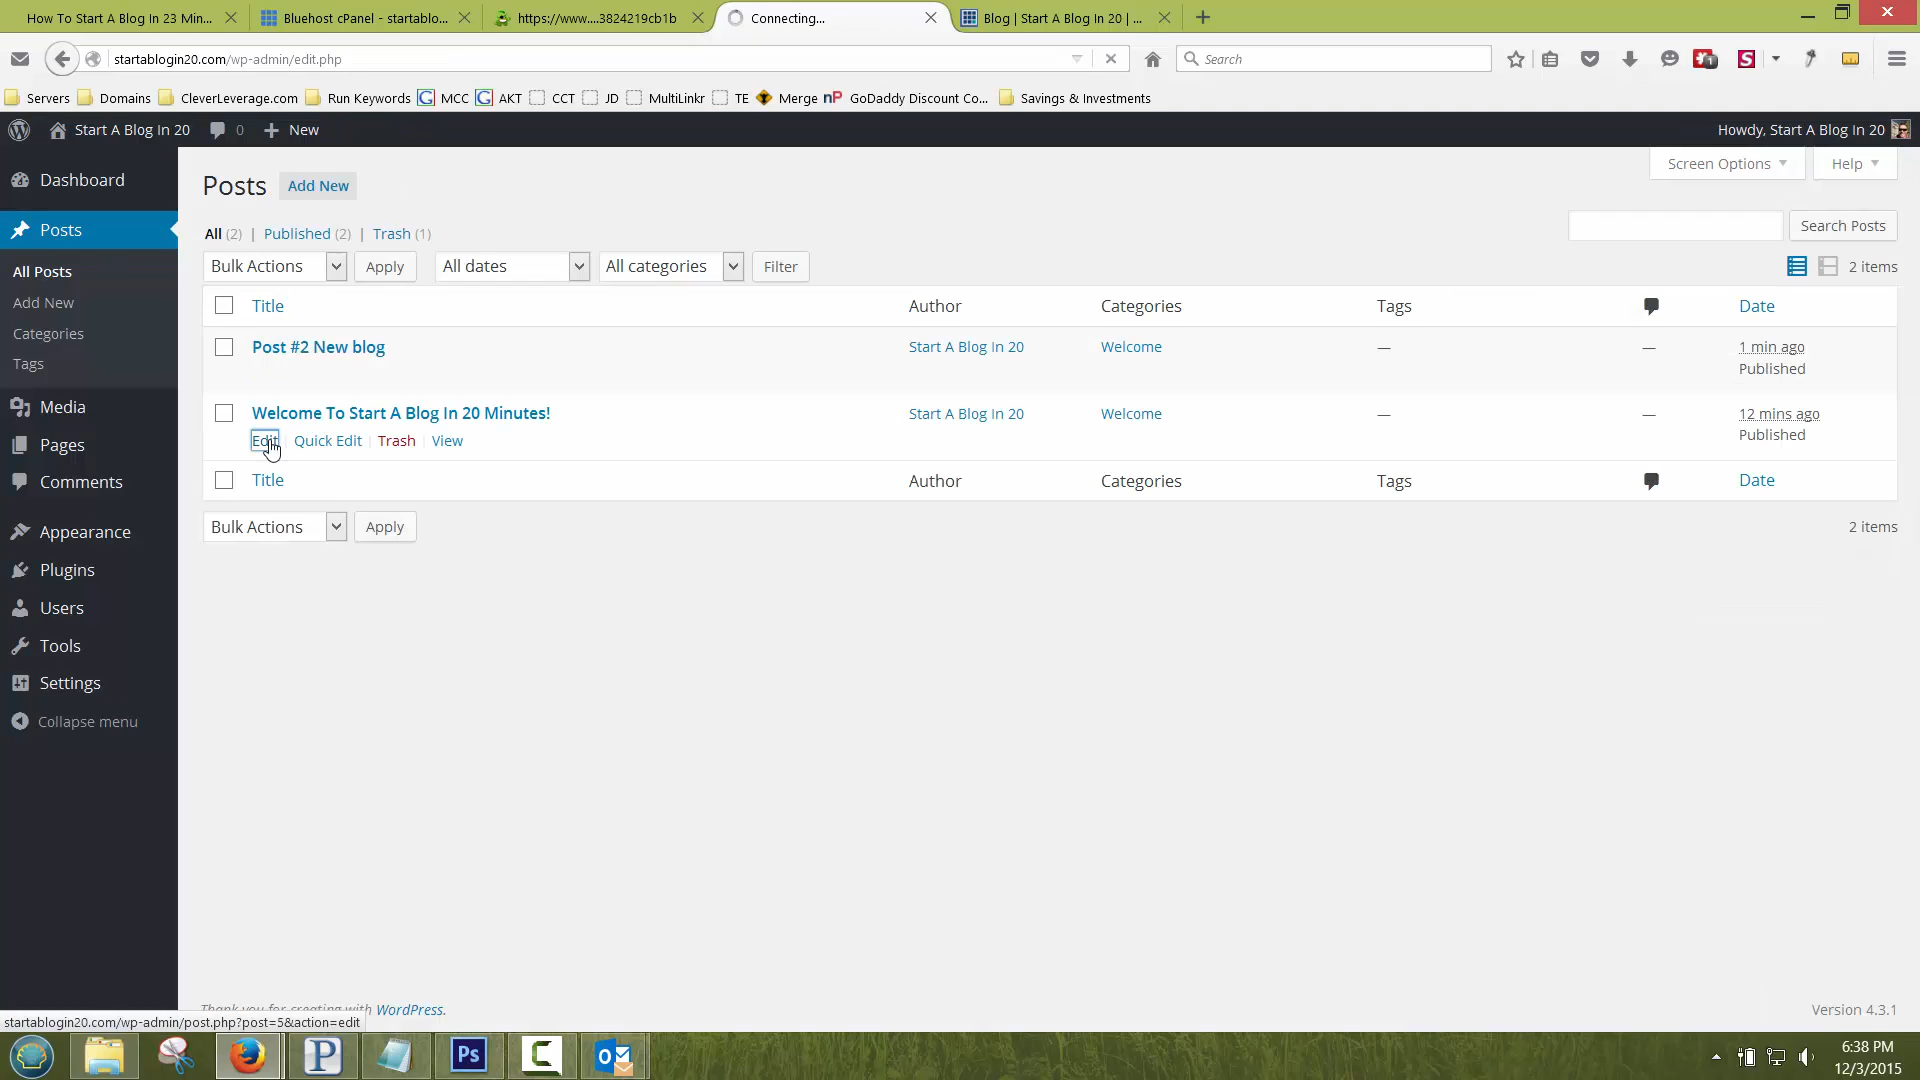 How To Start A Blog In 23 Min...
Bluehost cPanel - startablo...
https://www....3824219cb1b
Connecting...
Blog | Start A Blog In 20 | ...
startablogin20.com/wp-admin/edit.php
Search
1
S
Servers
Domains
CleverLeverage.com
Run Keywords
MCC
AKT
CCT
JD
MultiLinkr
TE
Merge
GoDaddy Discount Co...
Savings & Investments
Start A Blog In 20
0
New
Howdy, Start A Blog In 20
Dashboard
Posts
All Posts
Add New
Categories
Tags
Media
Pages
Comments
Appearance
Plugins
Users
Tools
Settings
Collapse menu
Screen Options
Help
Posts
Add New
All (2) | Published (2) | Trash (1)
Search Posts
Bulk Actions
Apply
All dates
All categories
Filter
2 items
Title
Author
Categories
Tags
Date
Post #2 New blog
Start A Blog In 20
Welcome
—
—
1 min ago
Published
Welcome To Start A Blog In 20 Minutes!
Edit | Quick Edit | Trash | View
Start A Blog In 20
Welcome
—
—
12 mins ago
Published
Title
Author
Categories
Tags
Date
Bulk Actions
Apply
2 items
Thank you for creating with WordPress.
Version 4.3.1
startablogin20.com/wp-admin/post.php?post=5&action=edit
6:38 PM
12/3/2015